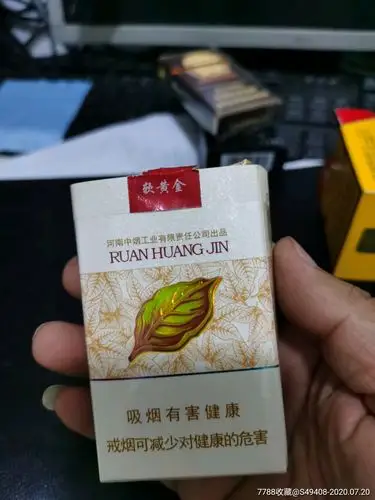 软黄金
河南中烟工业有限责任公司出品
RUAN HUANG JIN
吸烟有害健康
戒烟可减少对健康的危害
7788收藏@S49408-2020.07.20